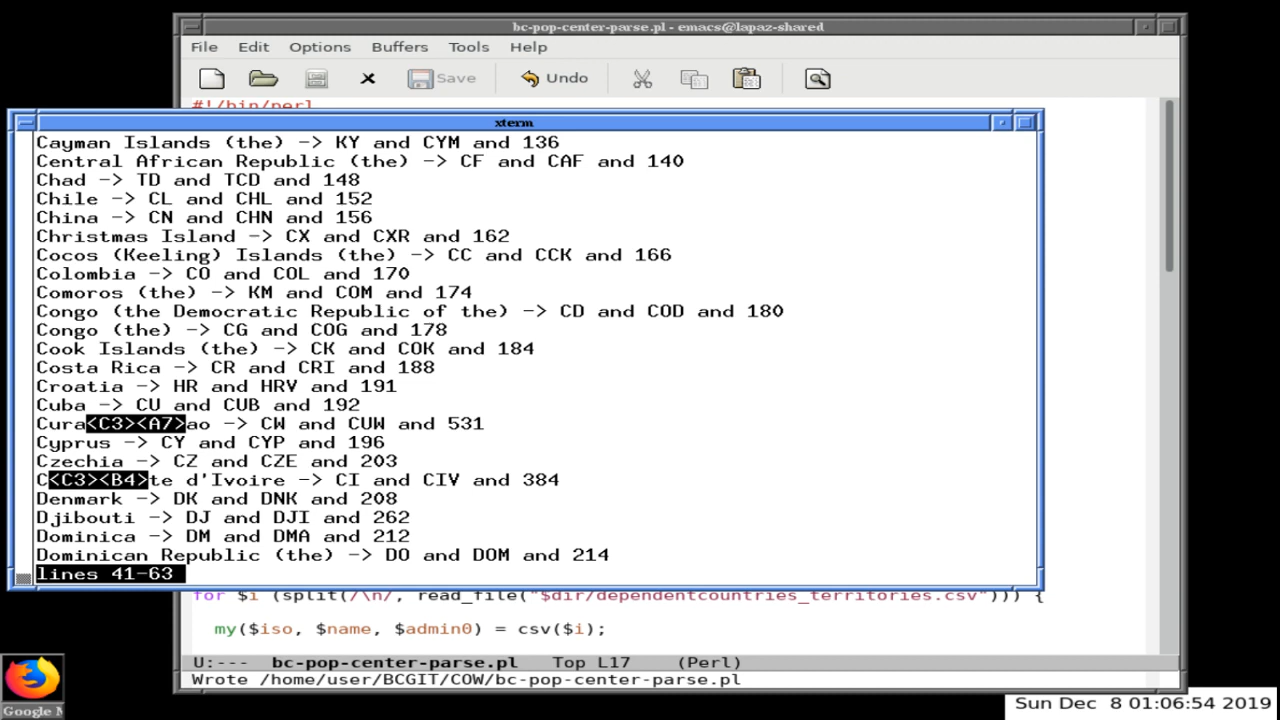 bc-pop-center-parse.pl - emacs@lapaz-shared
File Edit Options Buffers Tools Help
Save Undo
#!/bin/perl
xterm
Cayman Islands (the) -> KY and CYM and 136
Central African Republic (the) -> CF and CAF and 140
Chad -> TD and TCD and 148
Chile -> CL and CHL and 152
China -> CN and CHN and 156
Christmas Island -> CX and CXR and 162
Cocos (Keeling) Islands (the) -> CC and CCK and 166
Colombia -> CO and COL and 170
Comoros (the) -> KM and COM and 174
Congo (the Democratic Republic of the) -> CD and COD and 180
Congo (the) -> CG and COG and 178
Cook Islands (the) -> CK and COK and 184
Costa Rica -> CR and CRI and 188
Croatia -> HR and HRV and 191
Cuba -> CU and CUB and 192
Cura<C3><A7>ao -> CW and CUW and 531
Cyprus -> CY and CYP and 196
Czechia -> CZ and CZE and 203
C<C3><B4>te d'Ivoire -> CI and CIV and 384
Denmark -> DK and DNK and 208
Djibouti -> DJ and DJI and 262
Dominica -> DM and DMA and 212
Dominican Republic (the) -> DO and DOM and 214
lines 41-63
for $i (split(/\n/, read_file("$dir/dependentcountries_territories.csv"))) {
my($iso, $name, $admin0) = csv($i);
U:--- bc-pop-center-parse.pl Top L17 (Perl)
Wrote /home/user/BCGIT/COW/bc-pop-center-parse.pl
Google
Sun Dec 8 01:06:54 2019